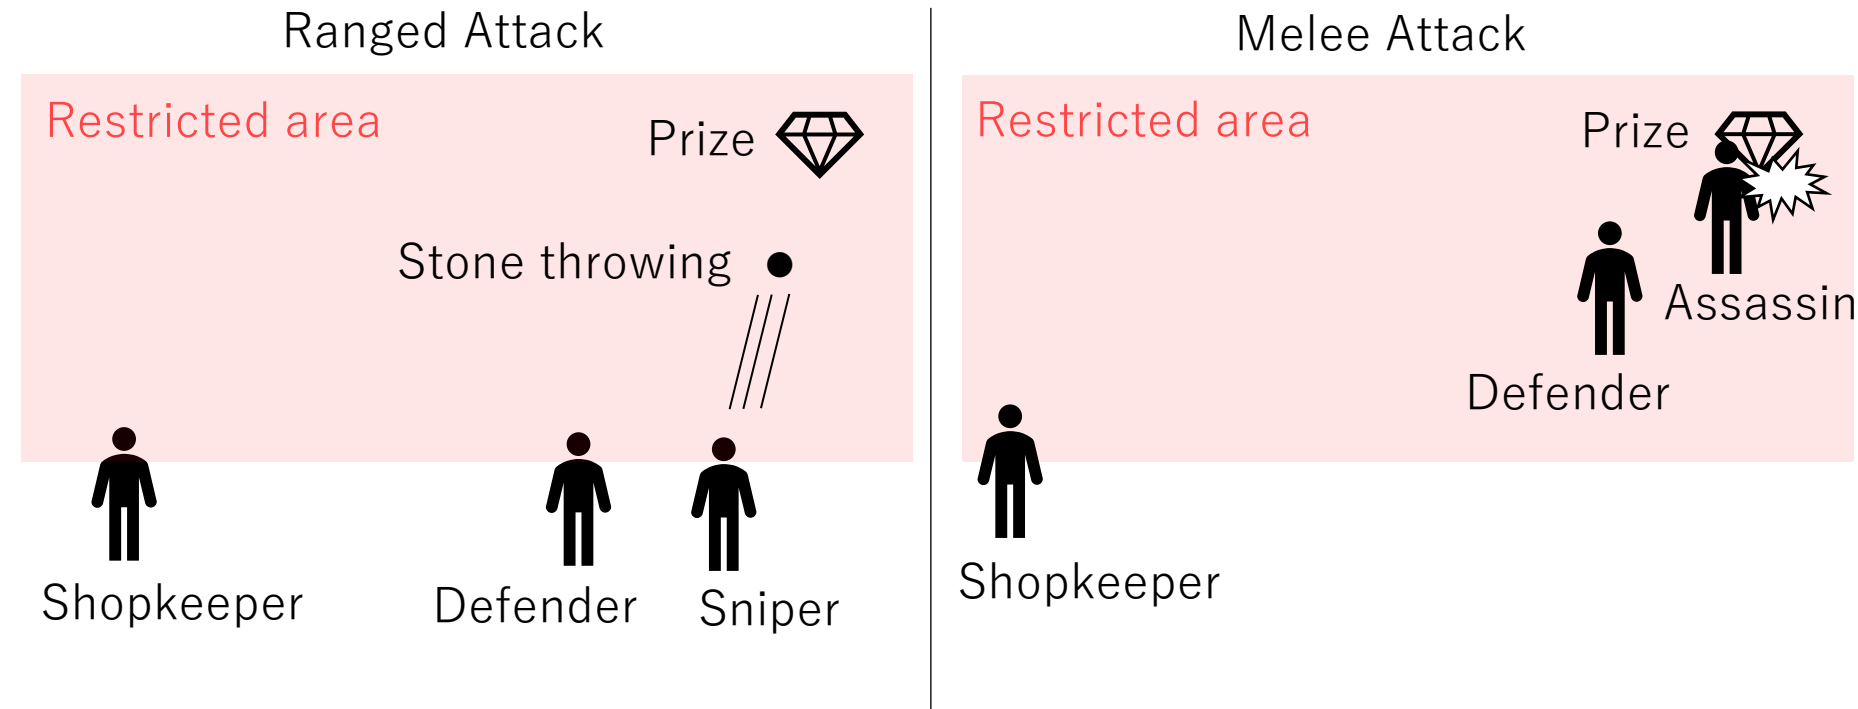 Ranged Attack
Restricted area
Prize
Stone throwing
Shopkeeper
Defender
Sniper
Melee Attack
Restricted area
Prize
Assassin
Defender
Shopkeeper